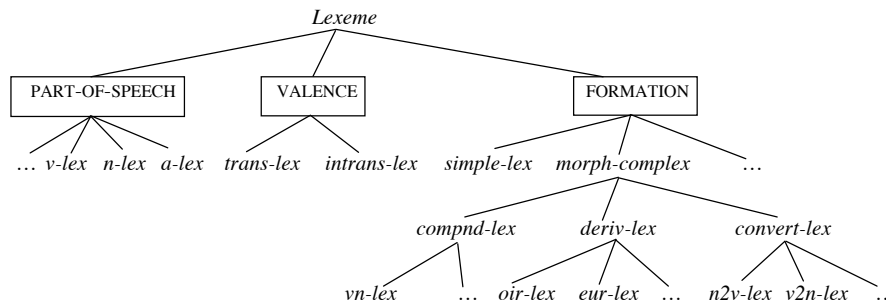 Lexeme
PART-OF-SPEECH VALENCE FORMATION
… v-lex n-lex a-lex trans-lex intrans-lex simple-lex morph-complex …
compnd-lex deriv-lex convert-lex
vn-lex … oir-lex eur-lex … n2v-lex v2n-lex …